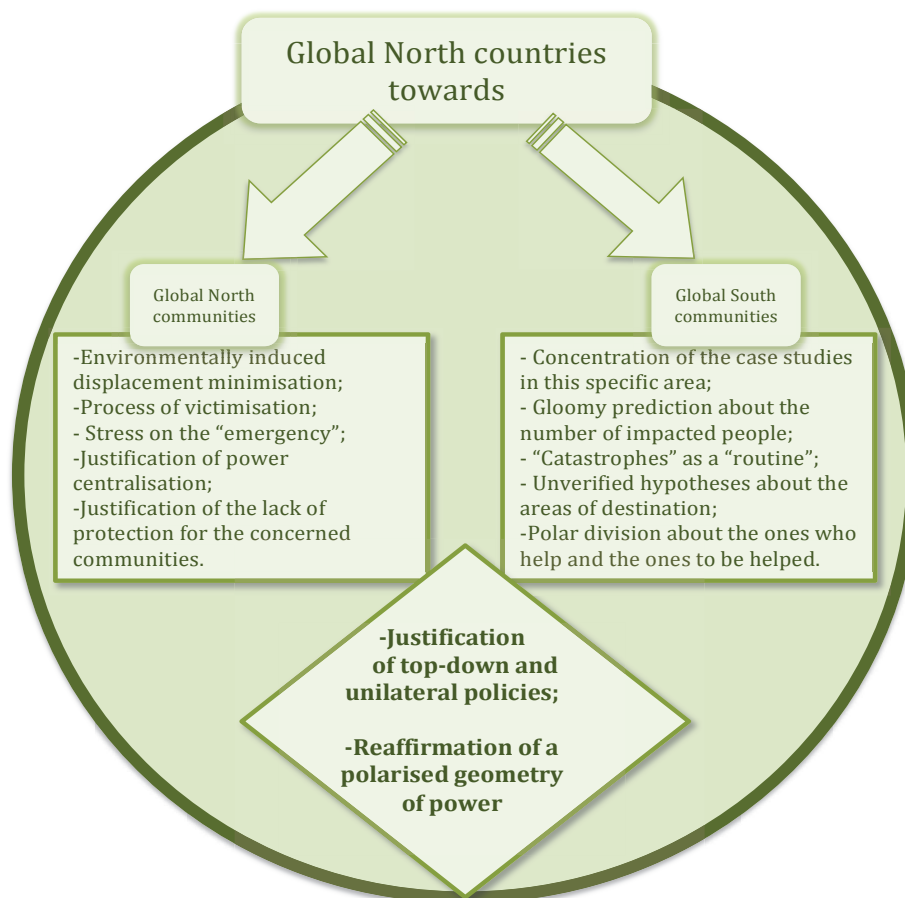 Global North countries
towards
Global North
communities
-Environmentally induced
displacement minimisation;
-Process of victimisation;
- Stress on the “emergency”;
-Justification of power
centralisation;
-Justification of the lack of
protection for the concerned
communities.
Global South
communities
- Concentration of the case studies
in this specific area;
- Gloomy prediction about the
number of impacted people;
- “Catastrophes” as a “routine”;
- Unverified hypotheses about the
areas of destination;
-Polar division about the ones who
help and the ones to be helped.
-Justification
of top-down and
unilateral policies;
-Reaffirmation of a
polarised geometry
of power